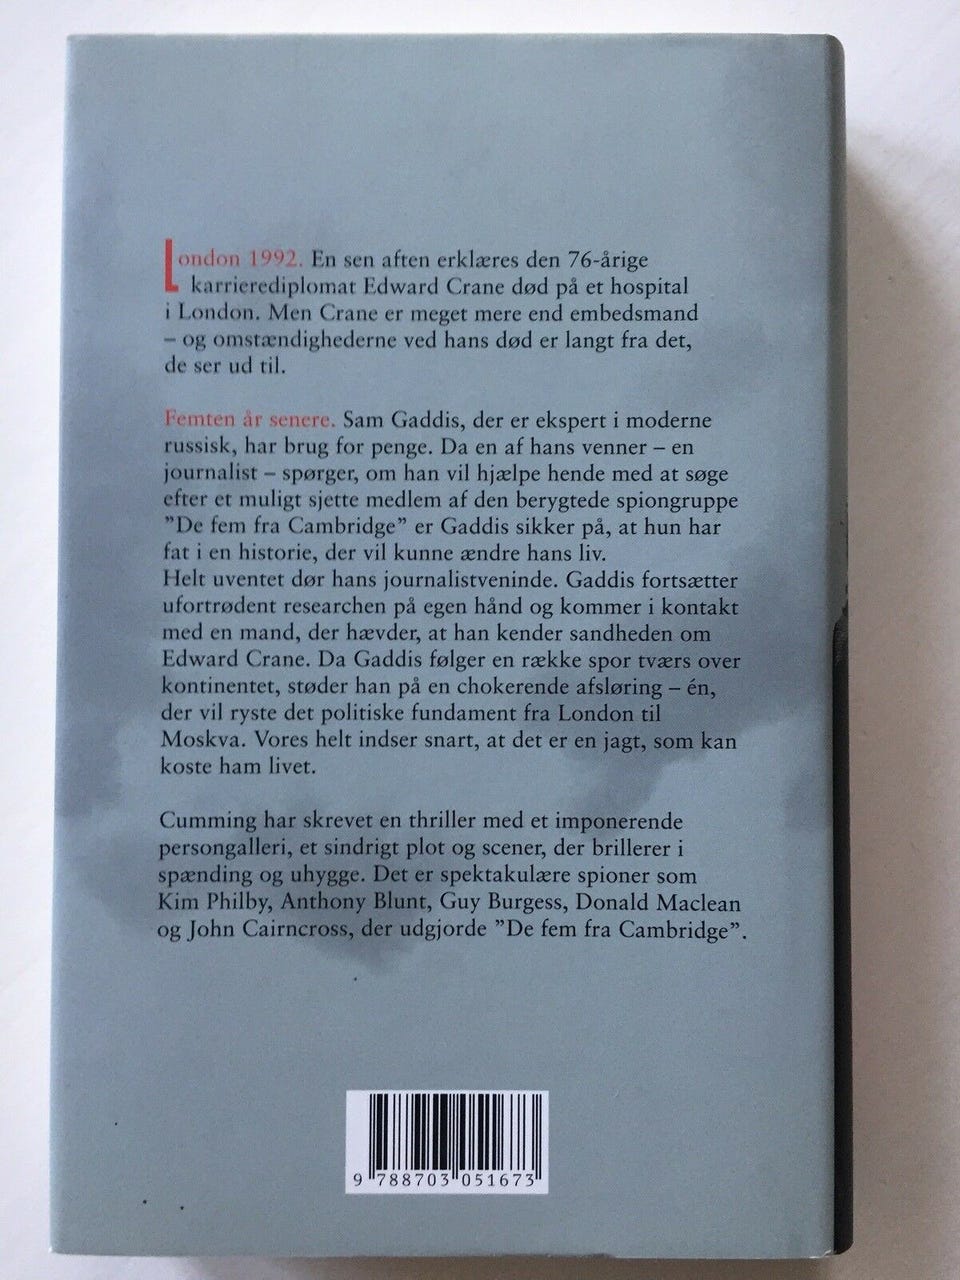 London 1992. En sen aften erklæres den 76-årige
karrierediplomat Edward Crane død på et hospital
i London. Men Crane er meget mere end embedsmand
– og omstændighederne ved hans død er langt fra det,
de ser ud til.
Femten år senere. Sam Gaddis, der er ekspert i moderne
russisk, har brug for penge. Da en af hans venner – en
journalist – spørger, om han vil hjælpe hende med at søge
efter et muligt sjette medlem af den berygtede spiongruppe
”De fem fra Cambridge” er Gaddis sikker på, at hun har
fat i en historie, der vil kunne ændre hans liv.
Helt uventet dør hans journalistveninde. Gaddis fortsætter
ufortrødent researchen på egen hånd og kommer i kontakt
med en mand, der hævder, at han kender sandheden om
Edward Crane. Da Gaddis følger en række spor tværs over
kontinentet, støder han på en chokerende afsløring – én,
der vil ryste det politiske fundament fra London til
Moskva. Vores helt indser snart, at det er en jagt, som kan
koste ham livet.
Cumming har skrevet en thriller med et imponerende
persongalleri, et sindrigt plot og scener, der brillerer i
spænding og uhygge. Det er spektakulære spioner som
Kim Philby, Anthony Blunt, Guy Burgess, Donald Maclean
og John Cairncross, der udgjorde ”De fem fra Cambridge”.
9 788703 051673